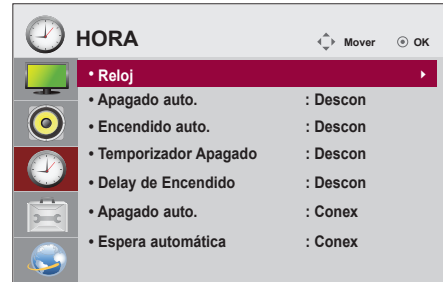 HORA
Mover
OK
• Reloj
• Apagado auto. : Descon
• Encendido auto. : Descon
• Temporizador Apagado : Descon
• Delay de Encendido : Descon
• Apagado auto. : Conex
• Espera automática : Conex